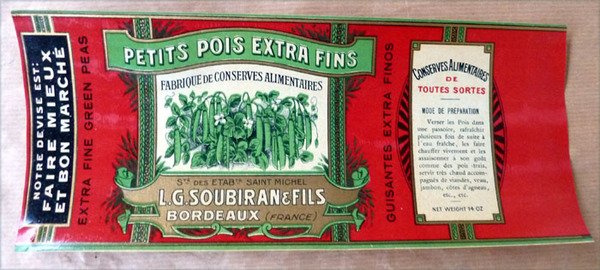 NOTRE DEVISE EST:
FAIRE MIEUX
ET BON MARCHÉ
EXTRA FINE GREEN PEAS
PETITS POIS EXTRA FINS
FABRIQUE DE CONSERVES ALIMENTAIRES
STÉ DES ETABTS SAINT MICHEL
L.G. SOUBIRAN & FILS
BORDEAUX (FRANCE)
GUISANTES EXTRA FINOS
CONSERVES ALIMENTAIRES
DE
TOUTES SORTES
MODE DE PRÉPARATION
Verser les Pois dans
une passoire, rafraîchir
plusieurs fois de suite à
l'eau fraîche, les faire
chauffer vivement et les
assaisonner à son goût;
comme des pois frais,
servir très chaud accom-
pagnés de viandes, veau,
jambon, côtes d'agneau,
etc., etc.
NET WEIGHT 14 OZ